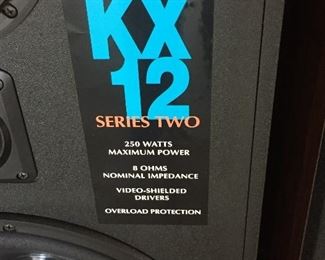 KX
12
SERIES TWO
250 WATTS
MAXIMUM POWER
8 OHMS
NOMINAL IMPEDANCE
VIDEO-SHIELDED
DRIVERS
OVERLOAD PROTECTION